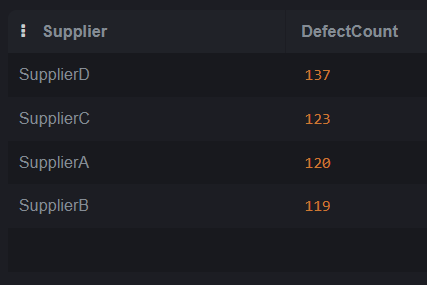 Supplier DefectCount
SupplierD 137
SupplierC 123
SupplierA 120
SupplierB 119